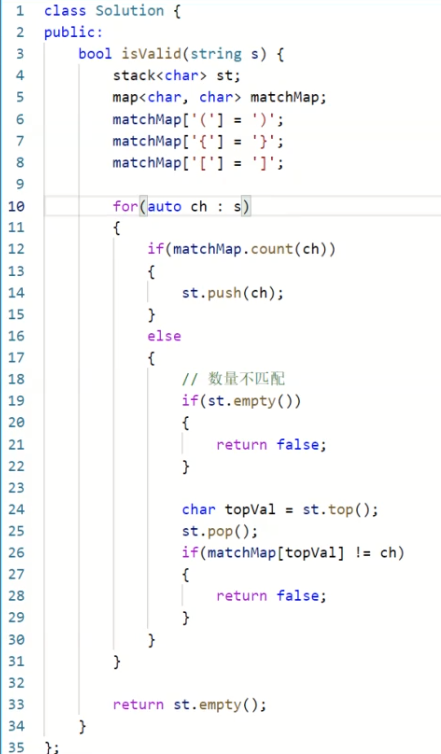 1 class Solution {
2 public:
3     bool isValid(string s) {
4         stack<char> st;
5         map<char, char> matchMap;
6         matchMap['('] = ')';
7         matchMap['{'] = '}';
8         matchMap['['] = ']';
9
10         for(auto ch : s)
11         {
12             if(matchMap.count(ch))
13             {
14                 st.push(ch);
15             }
16             else
17             {
18                 // 数量不匹配
19                 if(st.empty())
20                 {
21                     return false;
22                 }
23
24                 char topVal = st.top();
25                 st.pop();
26                 if(matchMap[topVal] != ch)
27                 {
28                     return false;
29                 }
30             }
31         }
32
33         return st.empty();
34     }
35 };